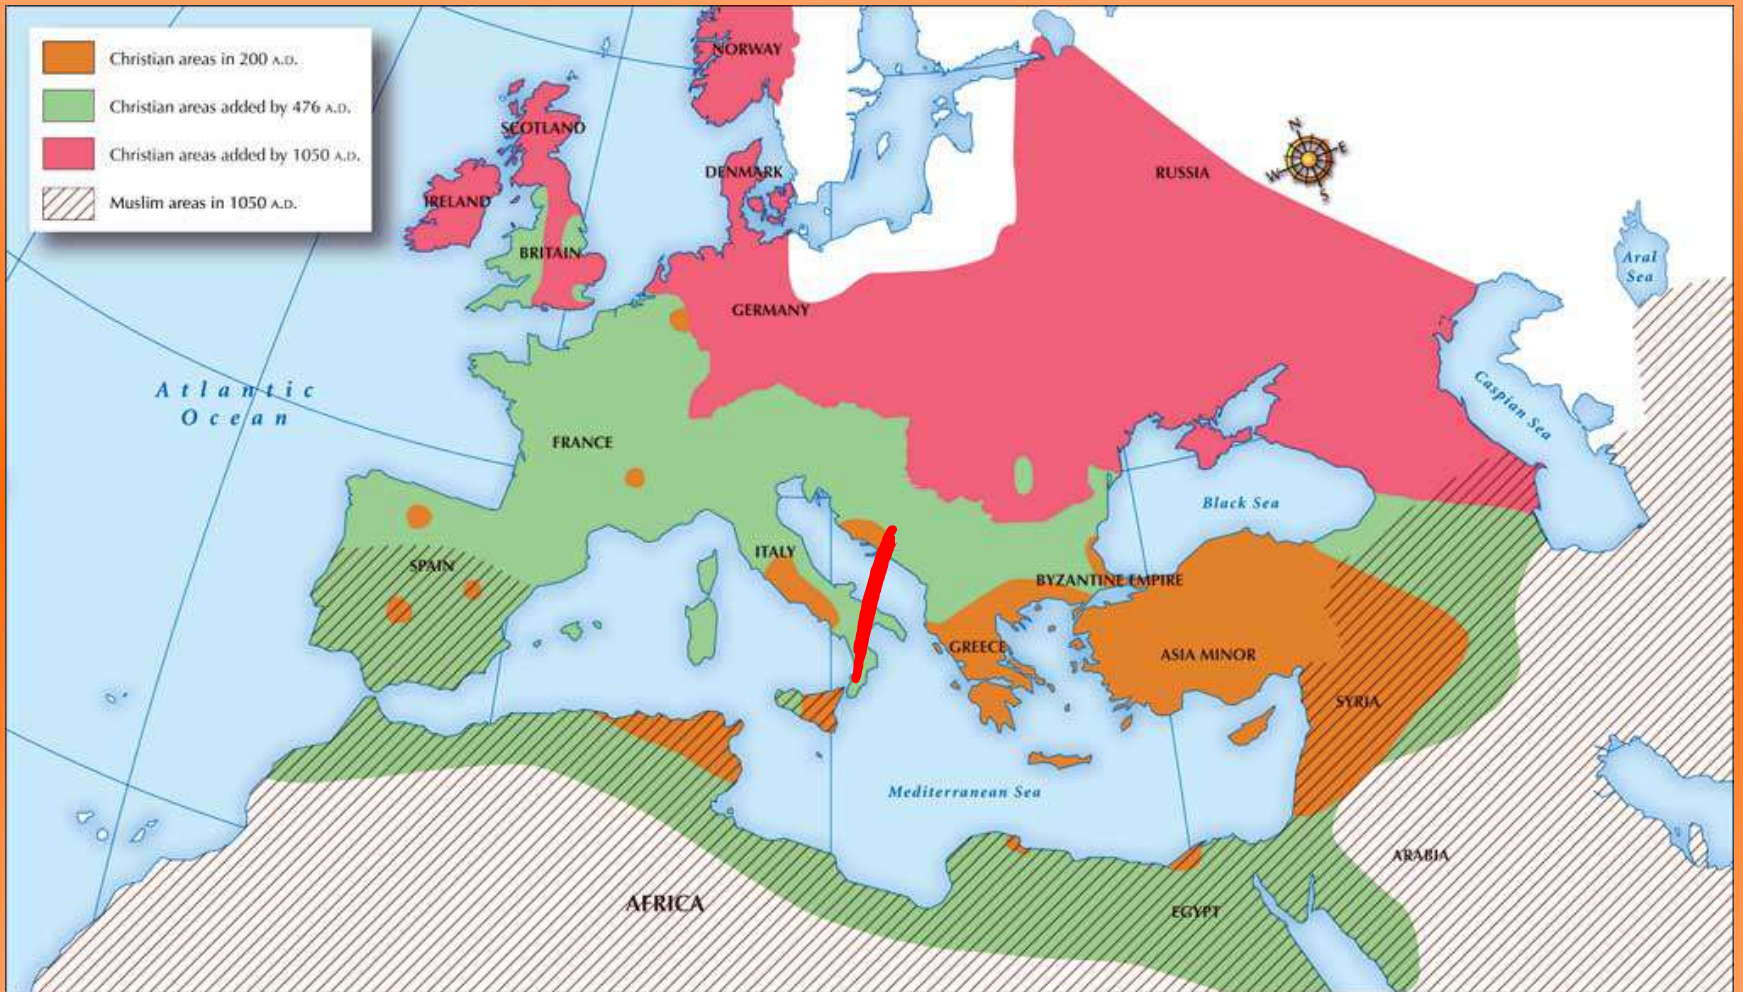 Christian areas in 200 A.D.
Christian areas added by 476 A.D.
Christian areas added by 1050 A.D.
Muslim areas in 1050 A.D.
NORWAY
SCOTLAND
DENMARK
IRELAND
BRITAIN
RUSSIA
N
E
W
S
GERMANY
Aral
Sea
Atlantic
Ocean
FRANCE
Caspian Sea
Black Sea
ITALY
SPAIN
BYZANTINE EMPIRE
GREECE
ASIA MINOR
SYRIA
Mediterranean Sea
ARABIA
AFRICA
EGYPT